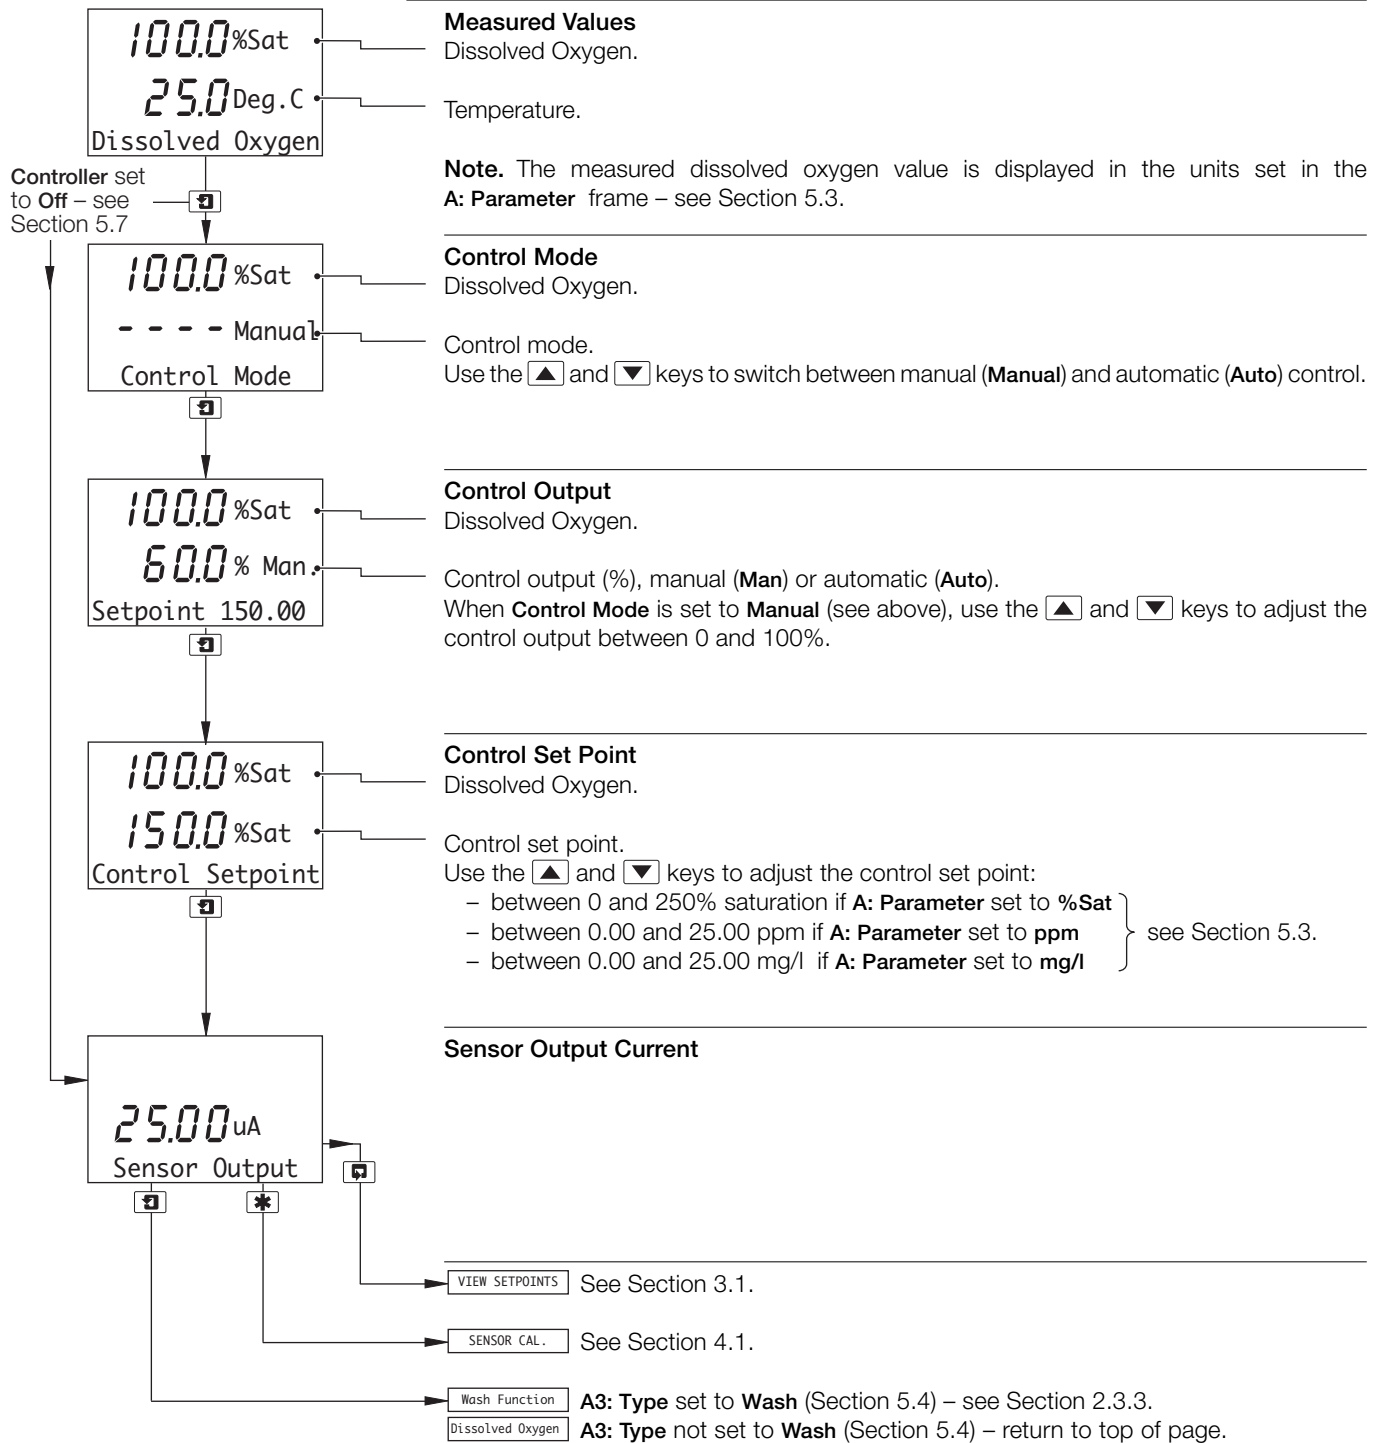 100.0 %Sat
25.0 Deg.C
Dissolved Oxygen
Measured Values
Dissolved Oxygen.
Temperature.
Note. The measured dissolved oxygen value is displayed in the units set in the
A: Parameter frame – see Section 5.3.
Controller set
to Off – see
Section 5.7
100.0 %Sat
- - - - Manual
Control Mode
Control Mode
Dissolved Oxygen.
Control mode.
Use the ▲ and ▼ keys to switch between manual (Manual) and automatic (Auto) control.
100.0 %Sat
60.0 % Man.
Setpoint 150.00
Control Output
Dissolved Oxygen.
Control output (%), manual (Man) or automatic (Auto).
When Control Mode is set to Manual (see above), use the ▲ and ▼ keys to adjust the
control output between 0 and 100%.
100.0 %Sat
150.0 %Sat
Control Setpoint
Control Set Point
Dissolved Oxygen.
Control set point.
Use the ▲ and ▼ keys to adjust the control set point:
– between 0 and 250% saturation if A: Parameter set to %Sat
– between 0.00 and 25.00 ppm if A: Parameter set to ppm
– between 0.00 and 25.00 mg/l if A: Parameter set to mg/l
see Section 5.3.
25.00 uA
Sensor Output
Sensor Output Current
VIEW SETPOINTS See Section 3.1.
SENSOR CAL. See Section 4.1.
Wash Function A3: Type set to Wash (Section 5.4) – see Section 2.3.3.
Dissolved Oxygen A3: Type not set to Wash (Section 5.4) – return to top of page.